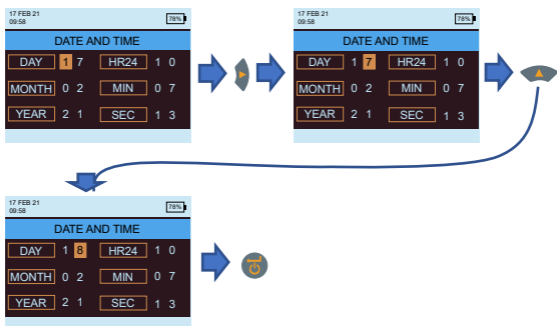 17 FEB 21
09:58
78%
DATE AND TIME
DAY 1 7 HR24 1 0
MONTH 0 2 MIN 0 7
YEAR 2 1 SEC 1 3
17 FEB 21
09:58
78%
DATE AND TIME
DAY 1 7 HR24 1 0
MONTH 0 2 MIN 0 7
YEAR 2 1 SEC 1 3
17 FEB 21
09:58
78%
DATE AND TIME
DAY 1 8 HR24 1 0
MONTH 0 2 MIN 0 7
YEAR 2 1 SEC 1 3